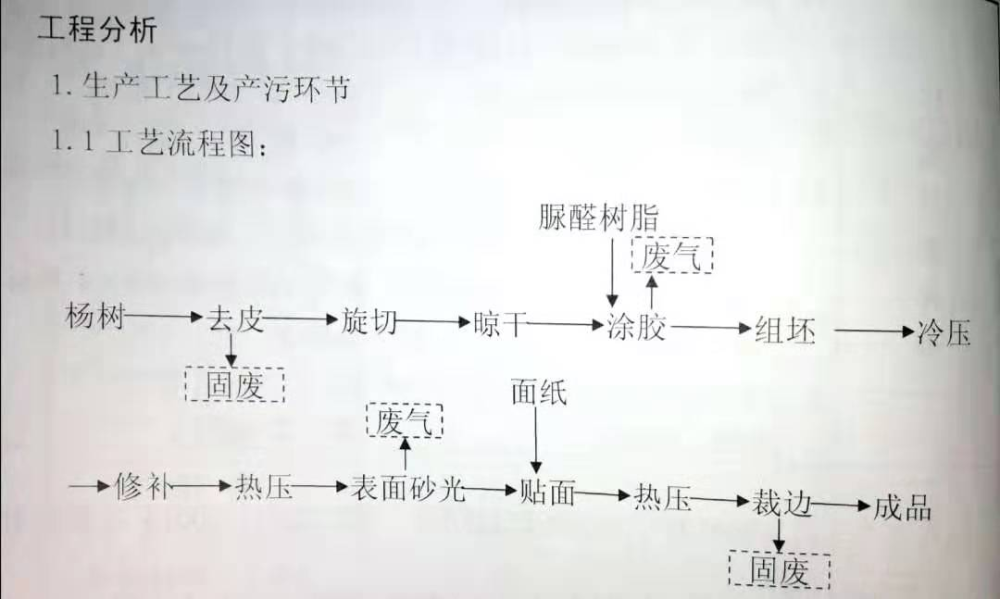 工程分析
1. 生产工艺及产污环节
1.1 工艺流程图：
脲醛树脂
废气
杨树 去皮 旋切 晾干 涂胶 组坯 冷压
固废
面纸
废气
修补 热压 表面砂光 贴面 热压 裁边 成品
固废